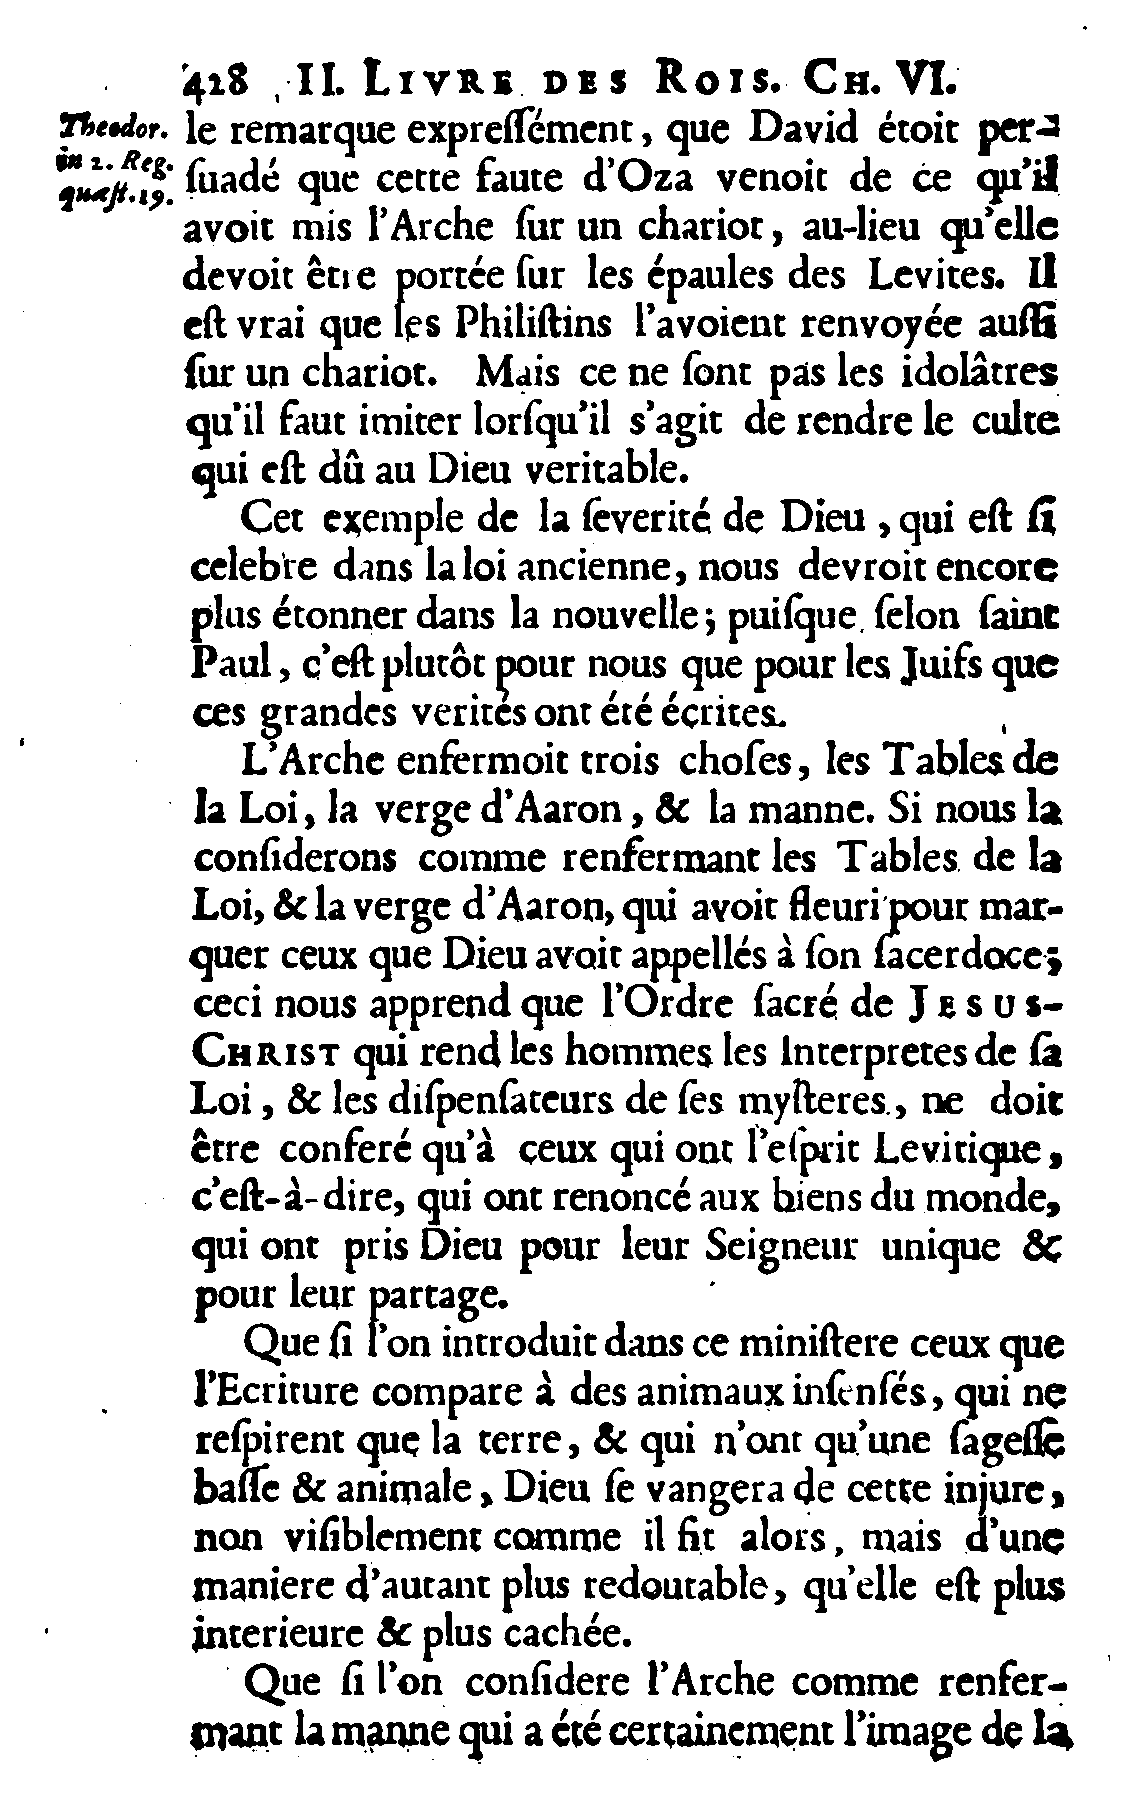 428 II. LIVRE DES ROIS. CH. VI.
Theodor.
in 2. Reg.
quæst. 19.
le remarque expreſſément, que David étoit per-
ſuadé que cette faute d'Oza venoit de ce qu'il
avoit mis l'Arche ſur un chariot, au-lieu qu'elle
devoit être portée ſur les épaules des Levites. Il
eſt vrai que les Philiſtins l'avoient renvoyée auſſi
ſur un chariot. Mais ce ne ſont pas les idolâtres
qu'il faut imiter lorſqu'il s'agit de rendre le culte
qui eſt dû au Dieu veritable.
Cet exemple de la ſeverité de Dieu, qui eſt ſi
celebre dans la loi ancienne, nous devroit encore
plus étonner dans la nouvelle; puiſque ſelon ſaint
Paul, c'eſt plutôt pour nous que pour les Juifs que
ces grandes verités ont été écrites.
L'Arche enfermoit trois choſes, les Tables de
la Loi, la verge d'Aaron, & la manne. Si nous la
conſiderons comme renfermant les Tables de la
Loi, & la verge d'Aaron, qui avoit fleuri pour mar-
quer ceux que Dieu avoit appellés à ſon ſacerdoce;
ceci nous apprend que l'Ordre ſacré de JESUS-
CHRIST qui rend les hommes les Interpretes de ſa
Loi, & les diſpenſateurs de ſes myſteres, ne doit
être conferé qu'à ceux qui ont l'eſprit Levitique,
c'eſt-à-dire, qui ont renoncé aux biens du monde,
qui ont pris Dieu pour leur Seigneur unique &
pour leur partage.
Que ſi l'on introduit dans ce miniſtere ceux que
l'Ecriture compare à des animaux inſenſés, qui ne
reſpirent que la terre, & qui n'ont qu'une ſageſſe
baſſe & animale, Dieu ſe vangera de cette injure,
non viſiblement comme il fit alors, mais d'une
maniere d'autant plus redoutable, qu'elle eſt plus
interieure & plus cachée.
Que ſi l'on conſidere l'Arche comme renfer-
mant la manne qui a été certainement l'image de la